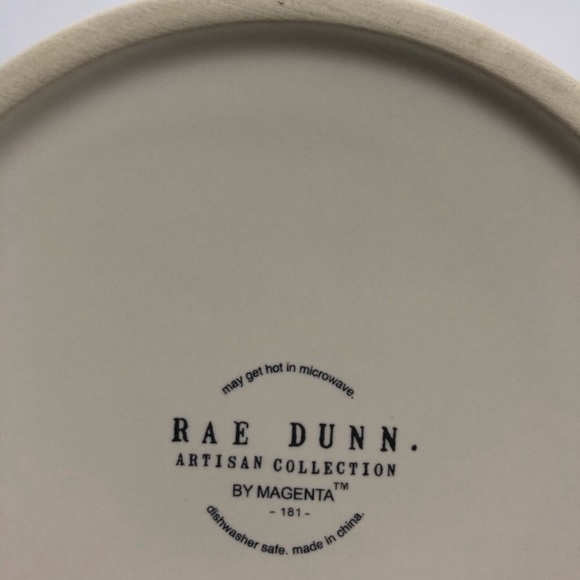 may get hot in microwave.
RAE DUNN.
ARTISAN COLLECTION
BY MAGENTA™
- 181 -
dishwasher safe. made in china.